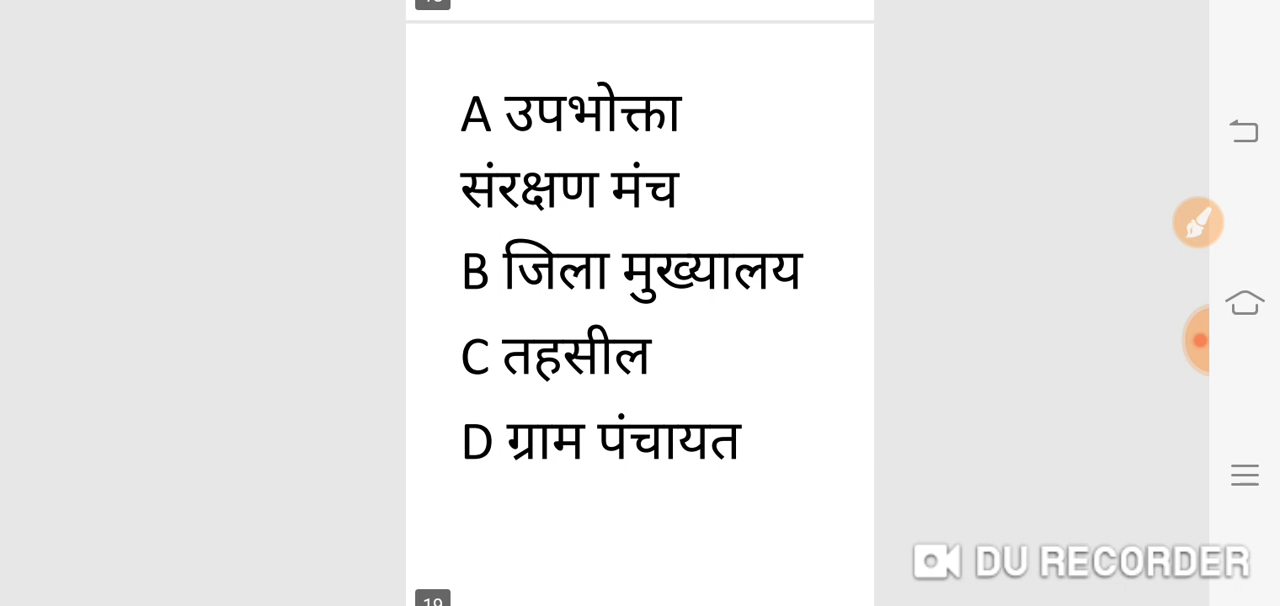 A उपभोक्ता
संरक्षण मंच
B जिला मुख्यालय
C तहसील
D ग्राम पंचायत
DU RECORDER
19